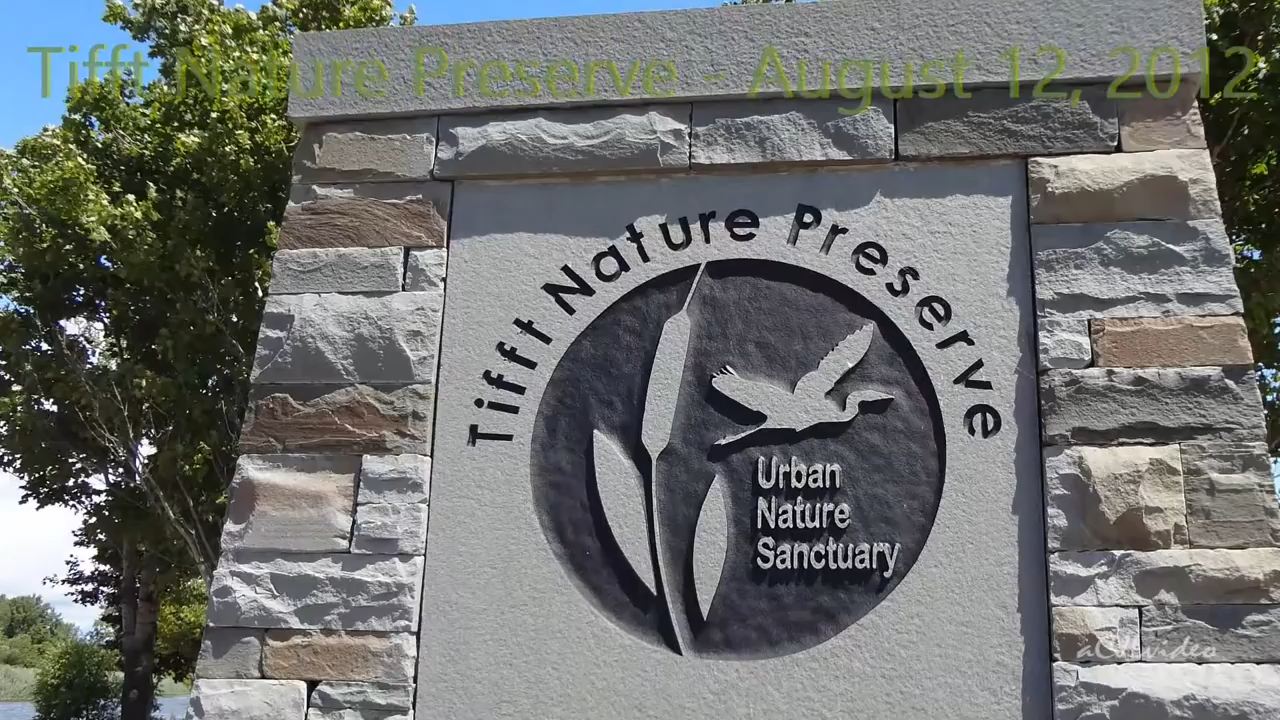 Tifft Nature Preserve - August 12, 2012
Tifft Nature Preserve
Urban
Nature
Sanctuary